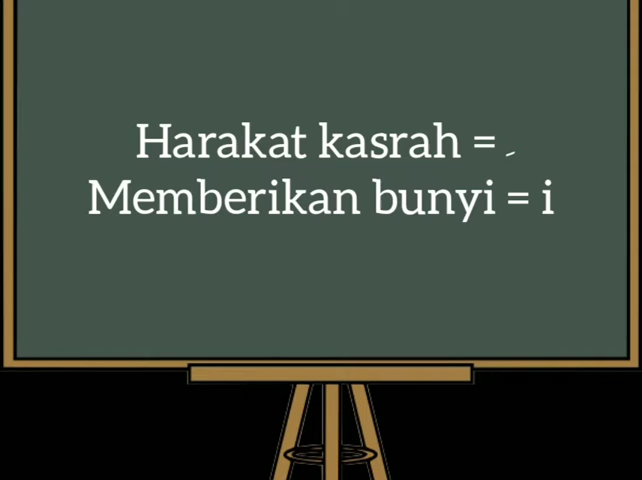 Harakat kasrah = ِ
Memberikan bunyi = i